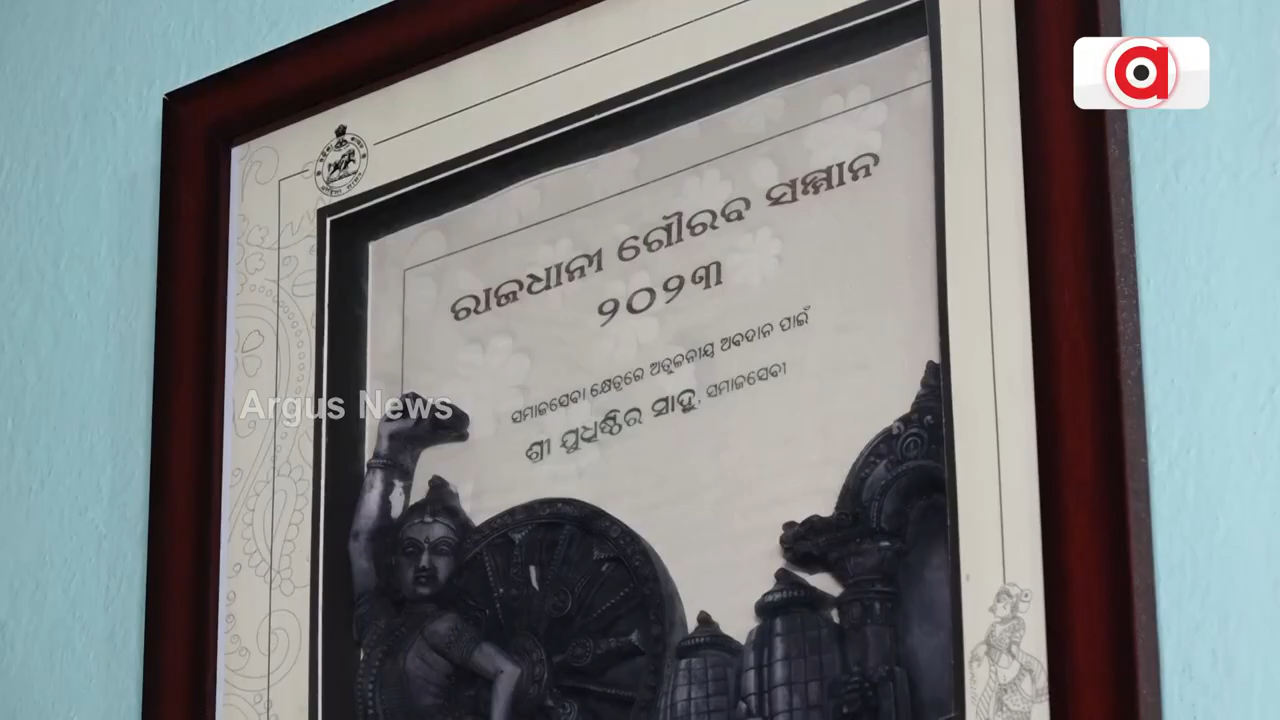 ରାଜଧାନୀ ଗୌରବ ସମ୍ମାନ
୨୦୨୩
ସମାଜସେବା କ୍ଷେତ୍ରରେ ଅତୁଳନୀୟ ଅବଦାନ ପାଇଁ
ଶ୍ରୀ ଯୁଧିଷ୍ଠିର ସାହୁ, ସମାଜସେବୀ
Argus News